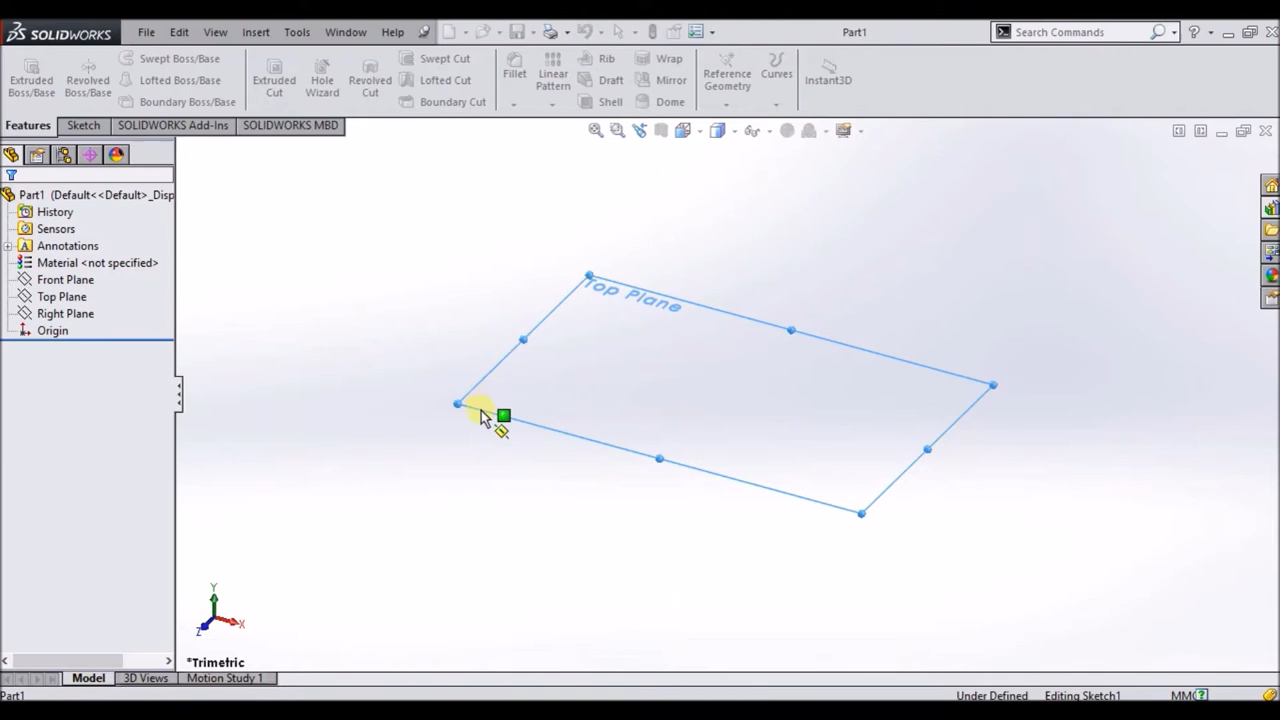 SOLIDWORKS File Edit View Insert Tools Window Help Part1 Search Commands
Extruded Boss/Base
Revolved Boss/Base
Swept Boss/Base
Lofted Boss/Base
Boundary Boss/Base
Extruded Cut
Hole Wizard
Revolved Cut
Swept Cut
Lofted Cut
Boundary Cut
Fillet
Linear Pattern
Rib
Draft
Shell
Wrap
Mirror
Dome
Reference Geometry
Curves
Instant3D
Features Sketch SOLIDWORKS Add-Ins SOLIDWORKS MBD
Part1 (Default<<Default>_Disp
History
Sensors
Annotations
Material <not specified>
Front Plane
Top Plane
Right Plane
Origin
Top Plane
Y
X
Z
*Trimetric
Model 3D Views Motion Study 1
Part1 Under Defined Editing Sketch1